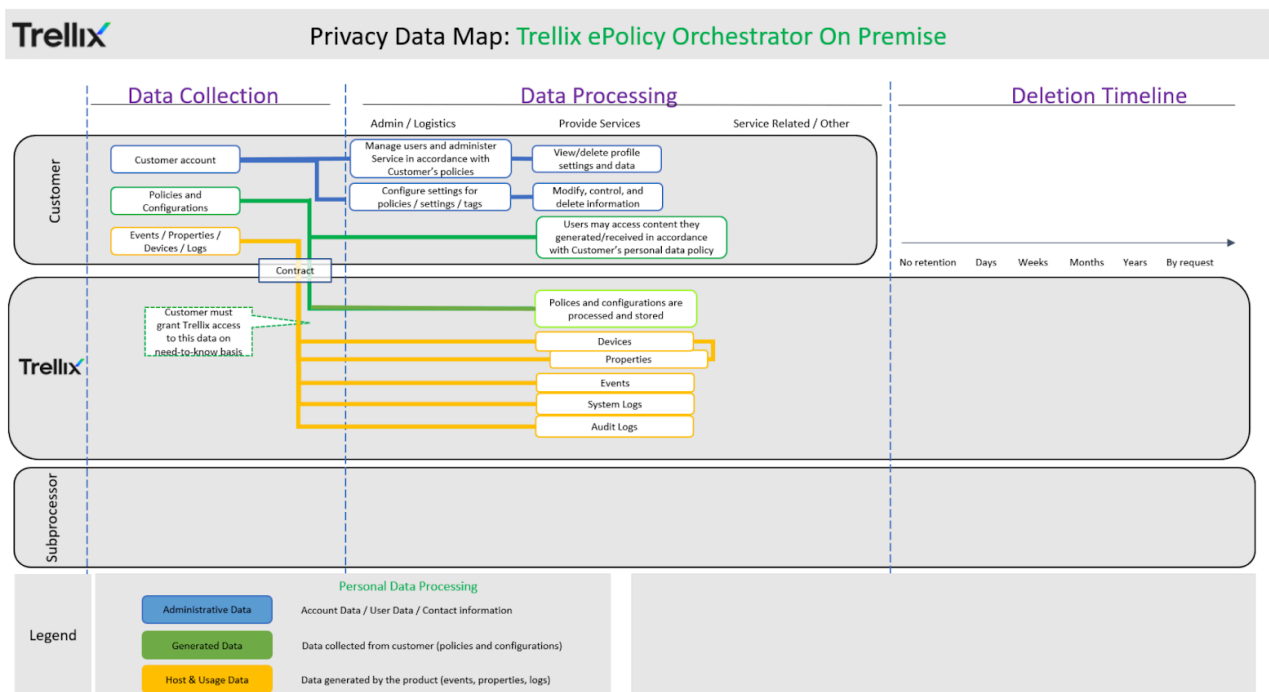 Trellix
Privacy Data Map: Trellix ePolicy Orchestrator On Premise
Data Collection
Data Processing
Deletion Timeline
Admin / Logistics
Provide Services
Service Related / Other
Customer
Customer account
Manage users and administer
Service in accordance with
Customer's policies
View/delete profile
settings and data
Policies and
Configurations
Configure settings for
policies / settings / tags
Modify, control, and
delete information
Events / Properties /
Devices / Logs
Users may access content they
generated/received in accordance
with Customer's personal data policy
No retention
Days
Weeks
Months
Years
By request
Contract
Trellix
Customer must
grant Trellix access
to this data on
need-to-know basis
Polices and configurations are
processed and stored
Devices
Properties
Events
System Logs
Audit Logs
Subprocessor
Legend
Personal Data Processing
Administrative Data
Account Data / User Data / Contact information
Generated Data
Data collected from customer (policies and configurations)
Host & Usage Data
Data generated by the product (events, properties, logs)